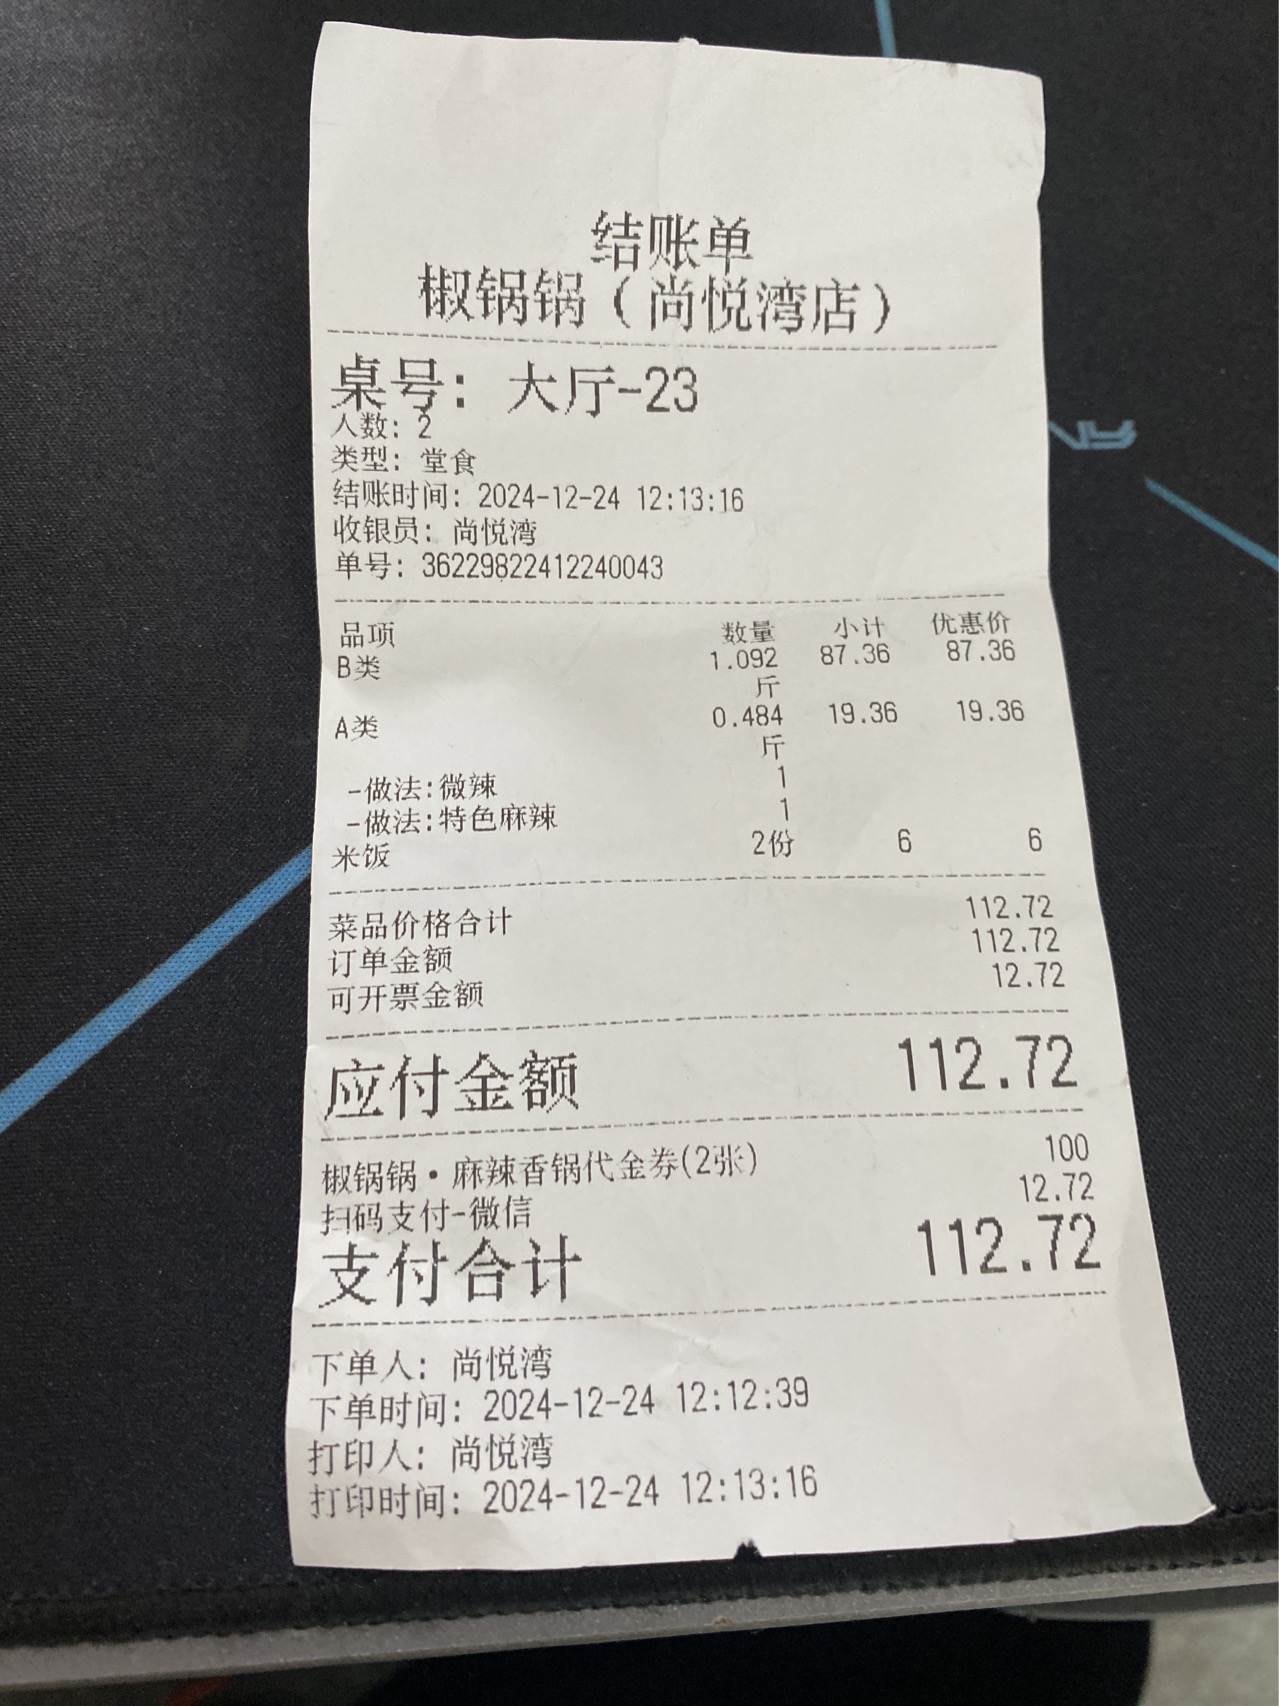 结账单
椒锅锅（尚悦湾店）
桌号：大厅-23
人数：2
类型：堂食
结账时间：2024-12-24 12:13:16
收银员：尚悦湾
单号：36229822412240043
品项 数量 小计 优惠价
B类 1.092 87.36 87.36
斤
A类 0.484 19.36 19.36
斤
-做法:微辣 1
-做法:特色麻辣 1
米饭 2份 6 6
菜品价格合计 112.72
订单金额 112.72
可开票金额 12.72
应付金额 112.72
椒锅锅·麻辣香锅代金券(2张) 100
扫码支付-微信 12.72
支付合计 112.72
下单人：尚悦湾
下单时间：2024-12-24 12:12:39
打印人：尚悦湾
打印时间：2024-12-24 12:13:16